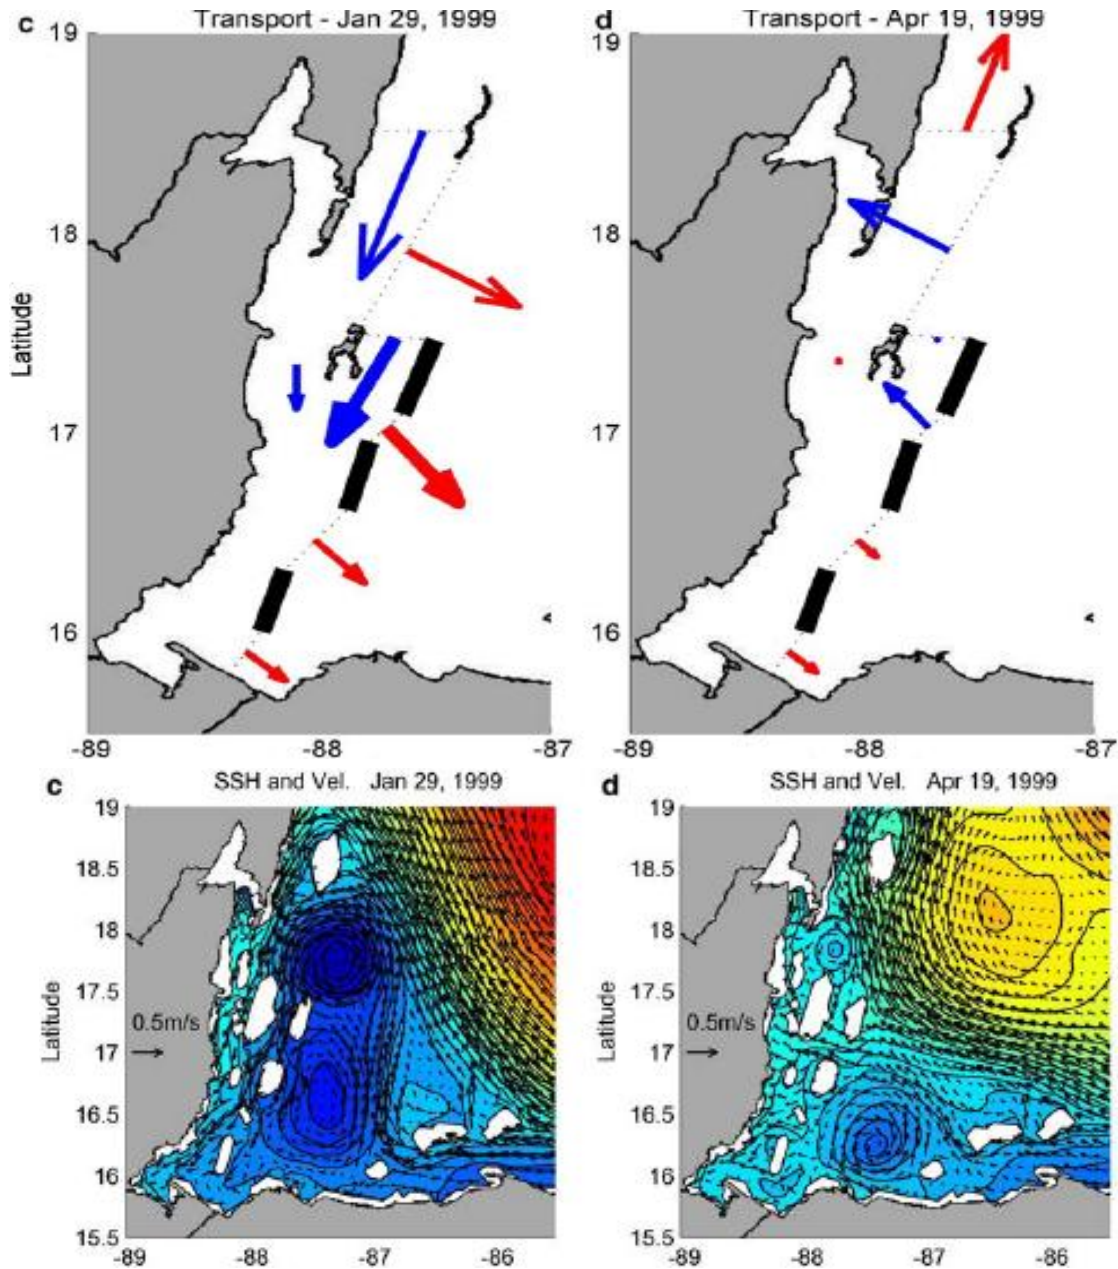 c Transport - Jan 29, 1999
d Transport - Apr 19, 1999
19
18
17
16
Latitude
-89 -88 -87
19
18
17
16
-89 -88 -87
c SSH and Vel. Jan 29, 1999
d SSH and Vel. Apr 19, 1999
19
18.5
18
17.5
17
16.5
16
15.5
Latitude
0.5m/s
-89 -88 -87 -86
19
18.5
18
17.5
17
16.5
16
15.5
Latitude
0.5m/s
-89 -88 -87 -86